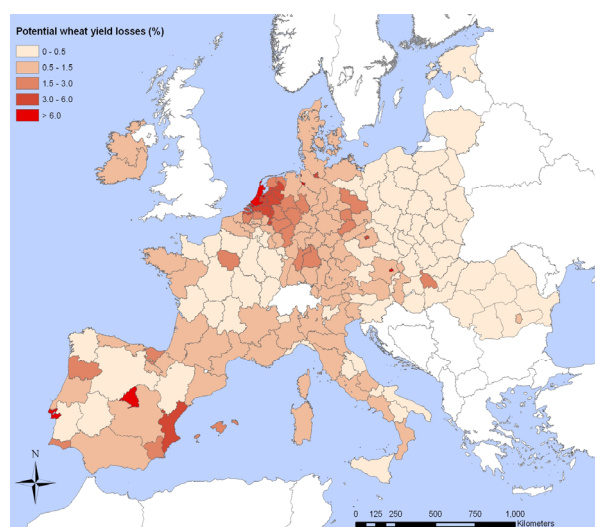 Potential wheat yield losses (%)
0 - 0.5
0.5 - 1.5
1.5 - 3.0
3.0 - 6.0
> 6.0
N
0 125 250 500 750 1,000
Kilometers